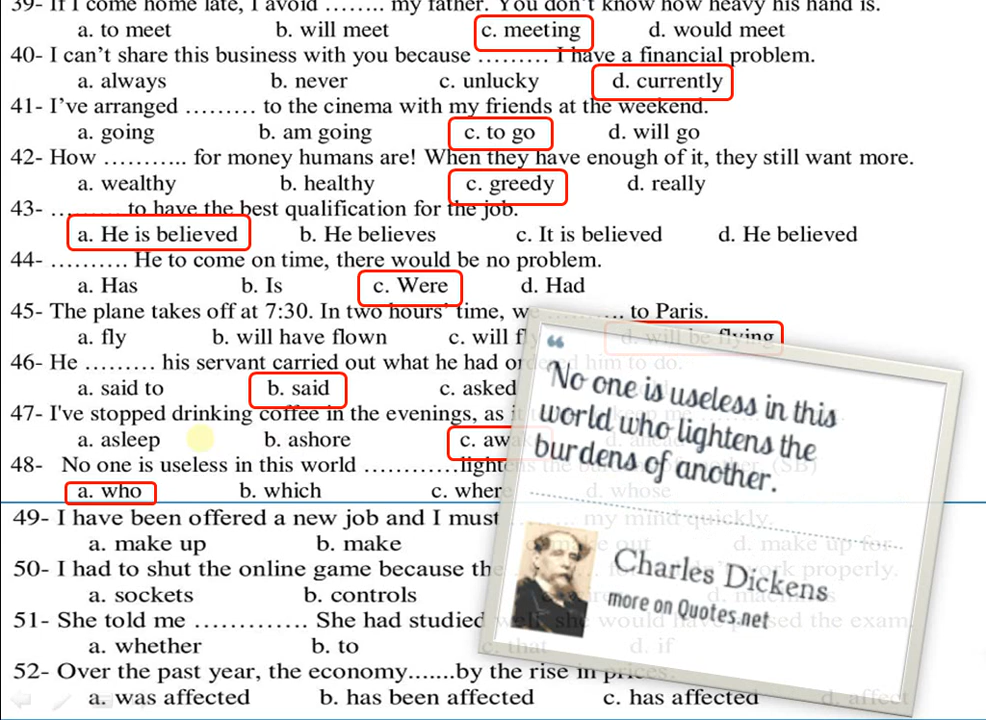 39- If I come home late, I avoid …….. my father. You don't know how heavy his hand is.
a. to meet b. will meet c. meeting d. would meet
40- I can't share this business with you because ……… I have a financial problem.
a. always b. never c. unlucky d. currently
41- I've arranged ……… to the cinema with my friends at the weekend.
a. going b. am going c. to go d. will go
42- How ……….. for money humans are! When they have enough of it, they still want more.
a. wealthy b. healthy c. greedy d. really
43- ……… to have the best qualification for the job.
a. He is believed b. He believes c. It is believed d. He believed
44- ………. He to come on time, there would be no problem.
a. Has b. Is c. Were d. Had
45- The plane takes off at 7:30. In two hours' time, we ……… to Paris.
a. fly b. will have flown c. will fly d. will be flying
46- He ……… his servant carried out what he had ordered him to do.
a. said to b. said c. asked
47- I've stopped drinking coffee in the evenings, as it keep me
a. asleep b. ashore c. awake d. ahead
48- No one is useless in this world …………lightens the burdens of another. (SB)
a. who b. which c. where d. whose
49- I have been offered a new job and I must ……… my mind quickly.
a. make up b. make c. make out d. make up for
50- I had to shut the online game because the work properly.
a. sockets b. controls d. machines
51- She told me …………. She had studied well, she would have passed the exam.
a. whether b. to c. that d. if
52- Over the past year, the economy.......by the rise in prices.
a. was affected b. has been affected c. has affected d. affect
“
No one is useless in this
world who lightens the
burdens of another.
Charles Dickens
more on Quotes.net